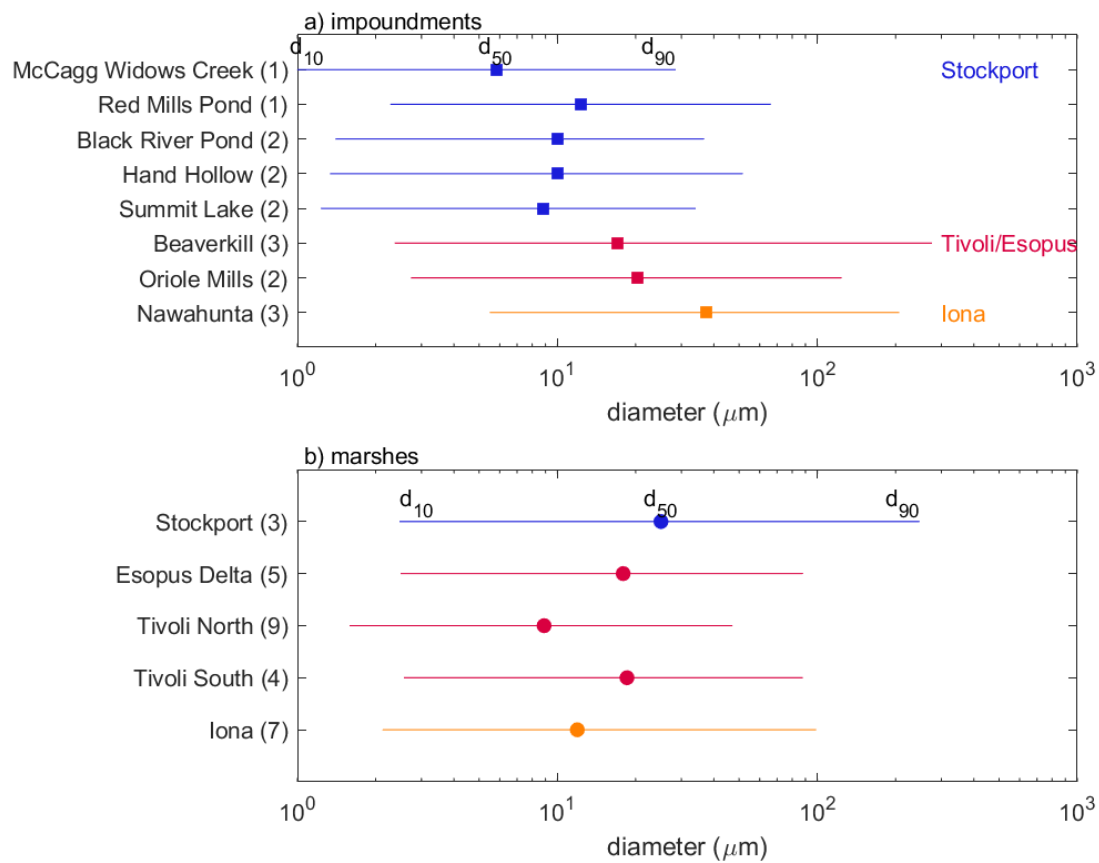 a) impoundments
d10 d50 d90
McCagg Widows Creek (1) Stockport
Red Mills Pond (1)
Black River Pond (2)
Hand Hollow (2)
Summit Lake (2)
Beaverkill (3) Tivoli/Esopus
Oriole Mills (2)
Nawahunta (3) Iona
10^0 10^1 10^2 10^3
diameter (μm)
b) marshes
d10 d50 d90
Stockport (3)
Esopus Delta (5)
Tivoli North (9)
Tivoli South (4)
Iona (7)
10^0 10^1 10^2 10^3
diameter (μm)